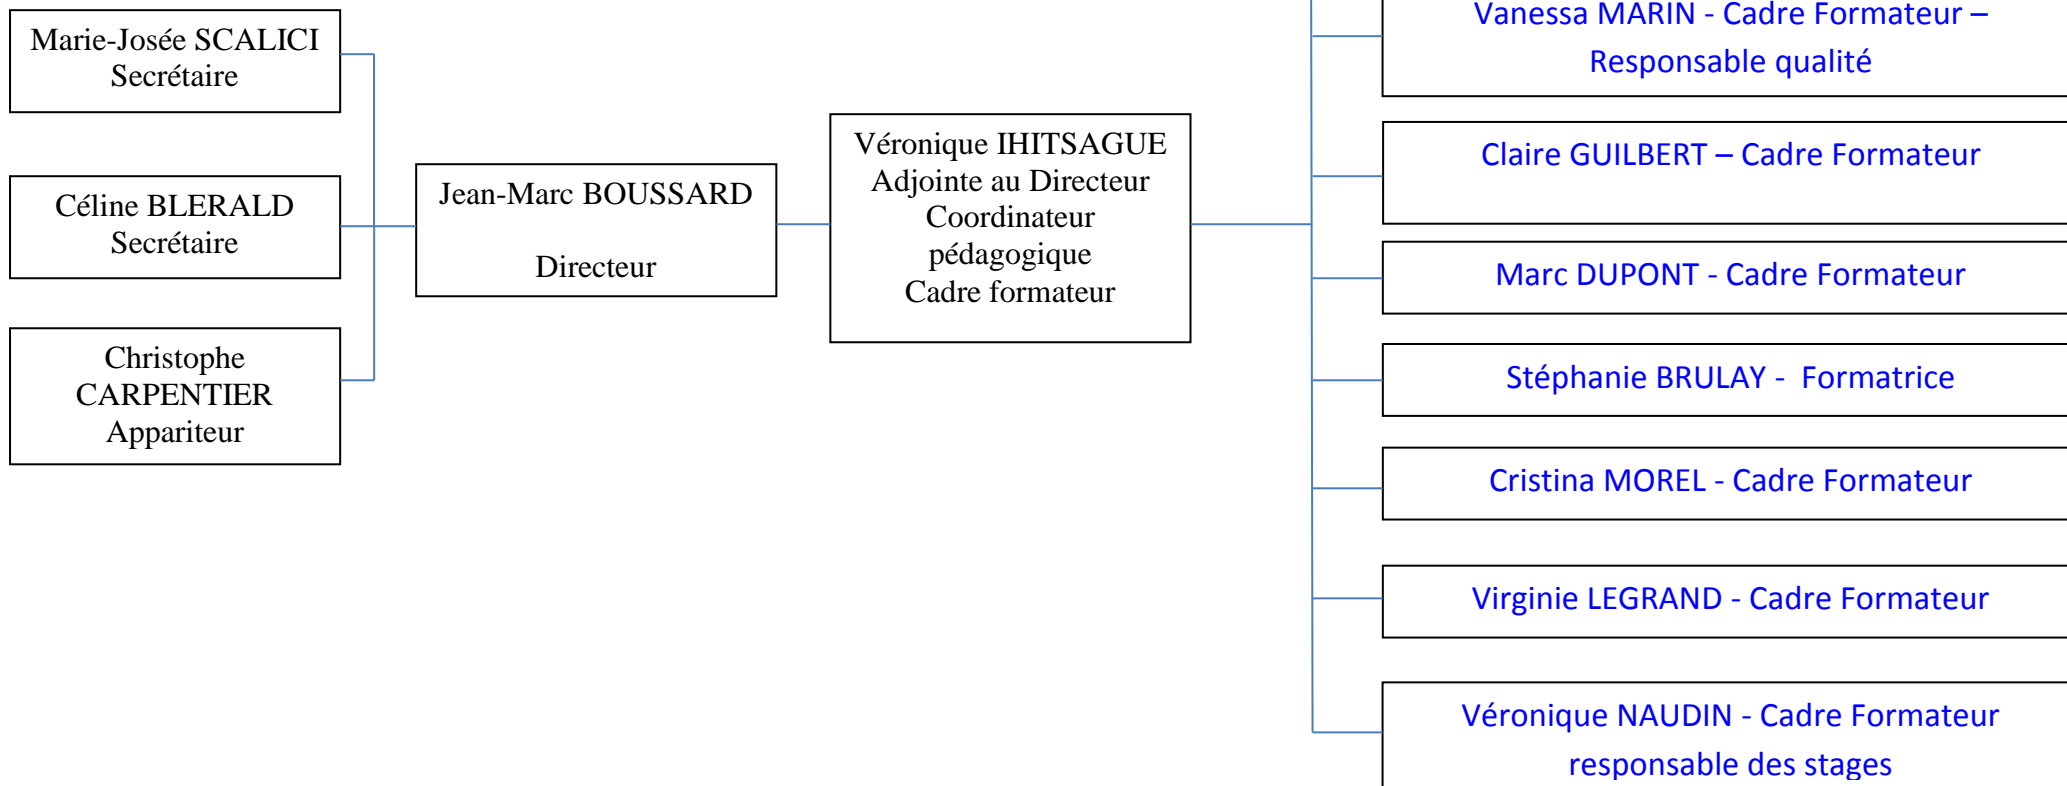 Marie-Josée SCALICI
Secrétaire
Céline BLERALD
Secrétaire
Christophe
CARPENTIER
Appariteur
Jean-Marc BOUSSARD
Directeur
Véronique IHITSAGUE
Adjointe au Directeur
Coordinateur
pédagogique
Cadre formateur
Vanessa MARIN - Cadre Formateur –
Responsable qualité
Claire GUILBERT – Cadre Formateur
Marc DUPONT - Cadre Formateur
Stéphanie BRULAY - Formatrice
Cristina MOREL - Cadre Formateur
Virginie LEGRAND - Cadre Formateur
Véronique NAUDIN - Cadre Formateur
responsable des stages